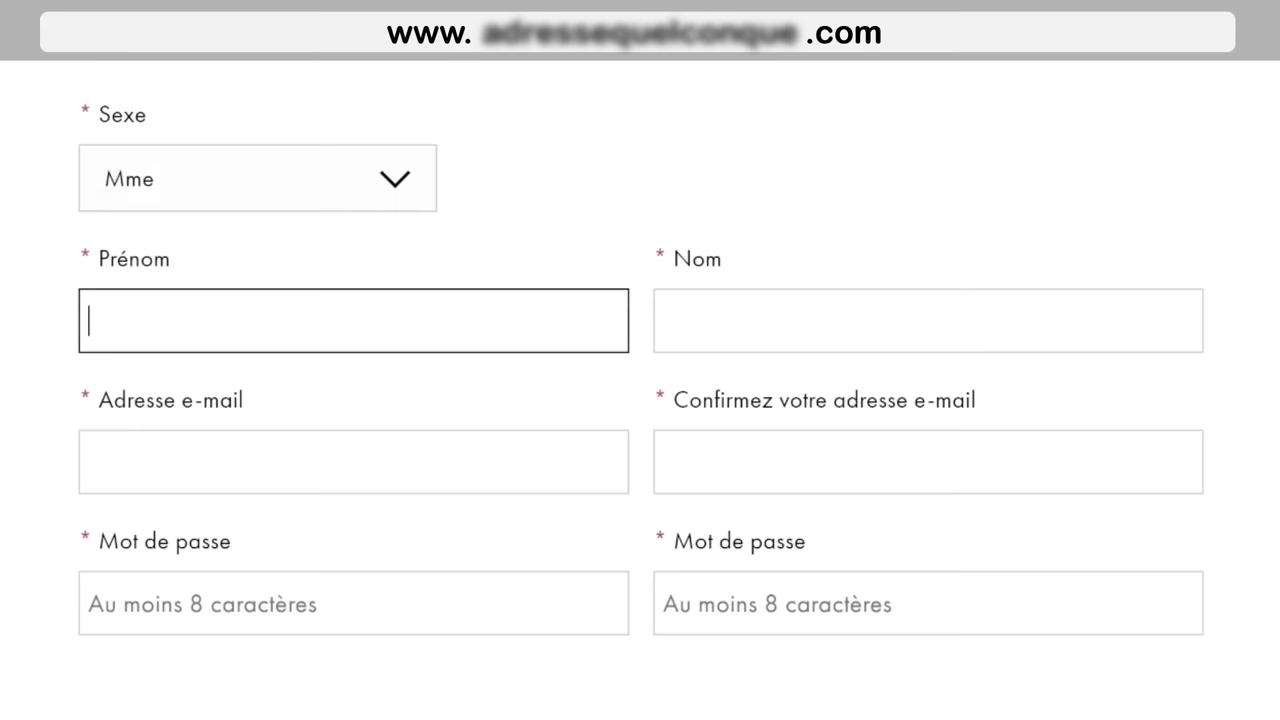 www. .com
* Sexe
Mme
* Prénom
* Nom
* Adresse e-mail
* Confirmez votre adresse e-mail
* Mot de passe
* Mot de passe
Au moins 8 caractères
Au moins 8 caractères